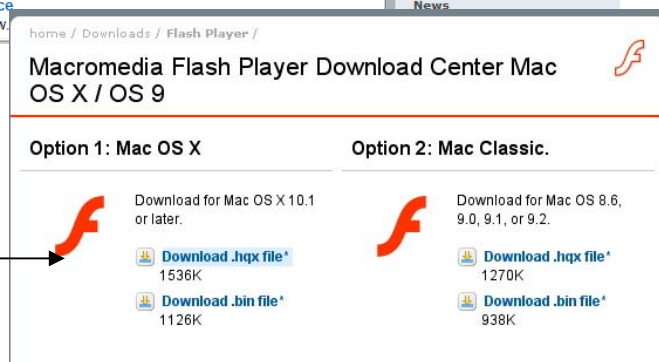 ce
News
w.
home / Downloads / Flash Player /
Macromedia Flash Player Download Center Mac
OS X / OS 9
Option 1: Mac OS X
Download for Mac OS X 10.1
or later.
Download .hqx file*
1536K
Download .bin file*
1126K
Option 2: Mac Classic.
Download for Mac OS 8.6,
9.0, 9.1, or 9.2.
Download .hqx file*
1270K
Download .bin file*
938K